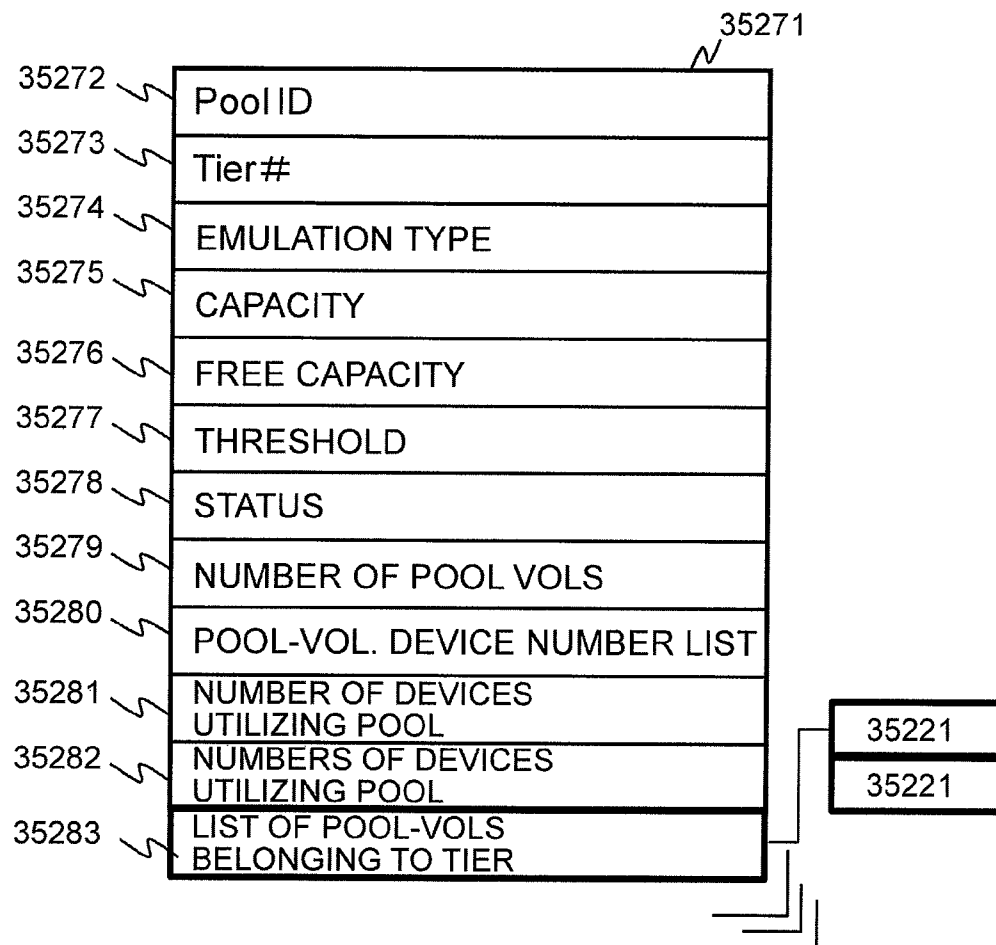 35271
35272
Pool ID
35273
Tier#
35274
EMULATION TYPE
35275
CAPACITY
35276
FREE CAPACITY
35277
THRESHOLD
35278
STATUS
35279
NUMBER OF POOL VOLS
35280
POOL-VOL. DEVICE NUMBER LIST
35281
NUMBER OF DEVICES
UTILIZING POOL
35282
NUMBERS OF DEVICES
UTILIZING POOL
35283
LIST OF POOL-VOLS
BELONGING TO TIER
35221
35221